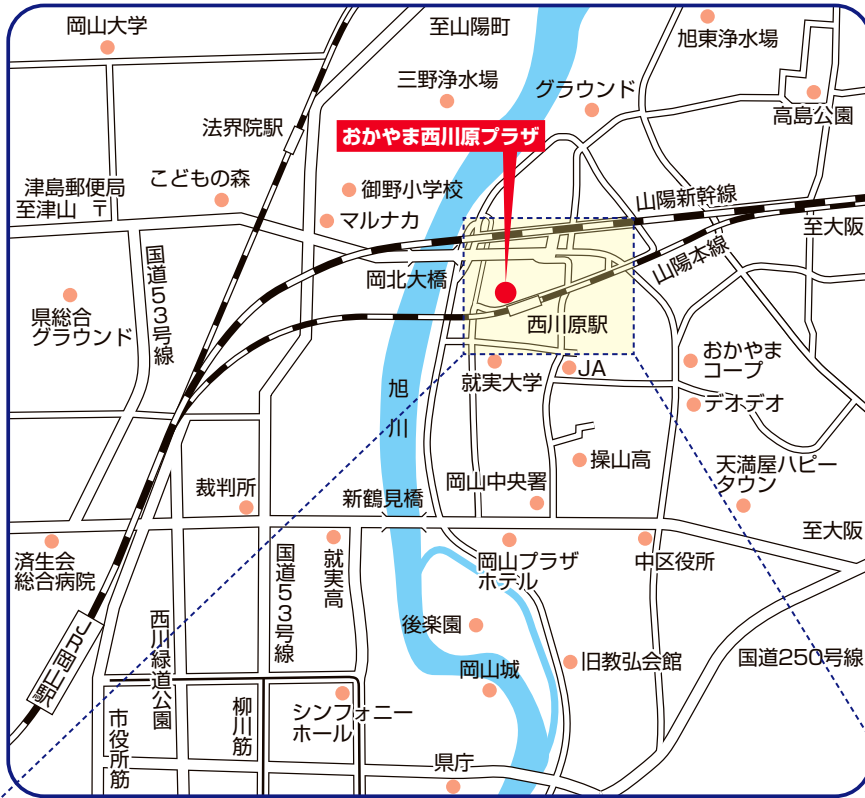 岡山大学
至山陽町
旭東浄水場
三野浄水場
グラウンド
高島公園
法界院駅
おかやま西川原プラザ
津島郵便局
至津山 〒
こどもの森
御野小学校
マルナカ
山陽新幹線
至大阪
山陽本線
国道53号線
岡北大橋
県総合
グラウンド
西川原駅
就実大学
JA
おかやま
コープ
デオデオ
旭川
操山高
天満屋ハピー
タウン
裁判所
新鶴見橋
岡山中央署
至大阪
済生会
総合病院
国道53号線
就実高
岡山プラザ
ホテル
中区役所
西川緑道公園
後楽園
岡山城
旧教弘会館
国道250号線
JR岡山駅
市役所筋
柳川筋
シンフォニー
ホール
県庁